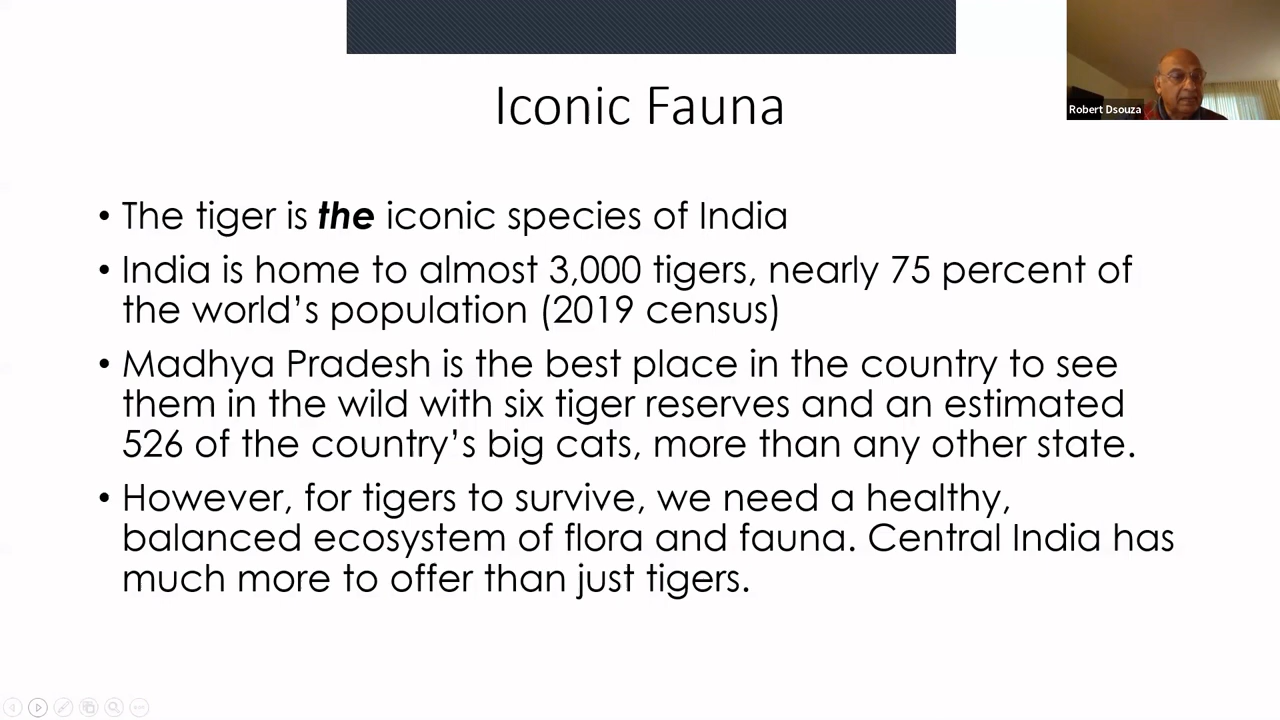 Iconic Fauna
Robert Dsouza
• The tiger is the iconic species of India
• India is home to almost 3,000 tigers, nearly 75 percent of
the world’s population (2019 census)
• Madhya Pradesh is the best place in the country to see
them in the wild with six tiger reserves and an estimated
526 of the country’s big cats, more than any other state.
• However, for tigers to survive, we need a healthy,
balanced ecosystem of flora and fauna. Central India has
much more to offer than just tigers.